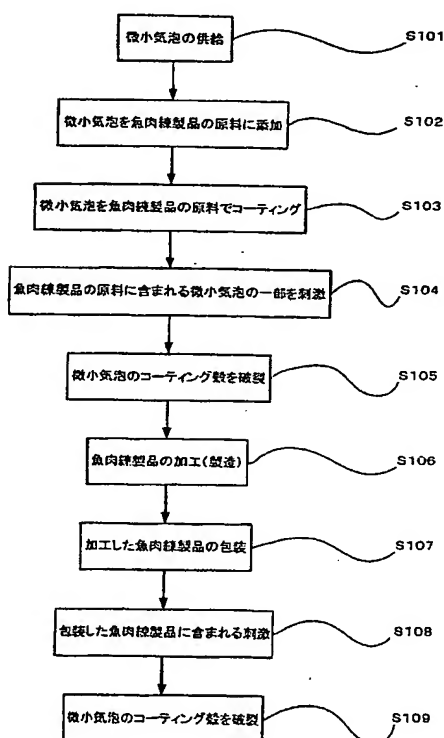 微小気泡の供給
S101
微小気泡を魚肉練製品の原料に添加
S102
微小気泡を魚肉練製品の原料でコーティング
S103
魚肉練製品の原料に含まれる微小気泡の一部を刺激
S104
微小気泡のコーティング殻を破裂
S105
魚肉練製品の加工(製造)
S106
加工した魚肉練製品の包装
S107
包装した魚肉練製品に含まれる刺激
S108
微小気泡のコーティング殻を破裂
S109